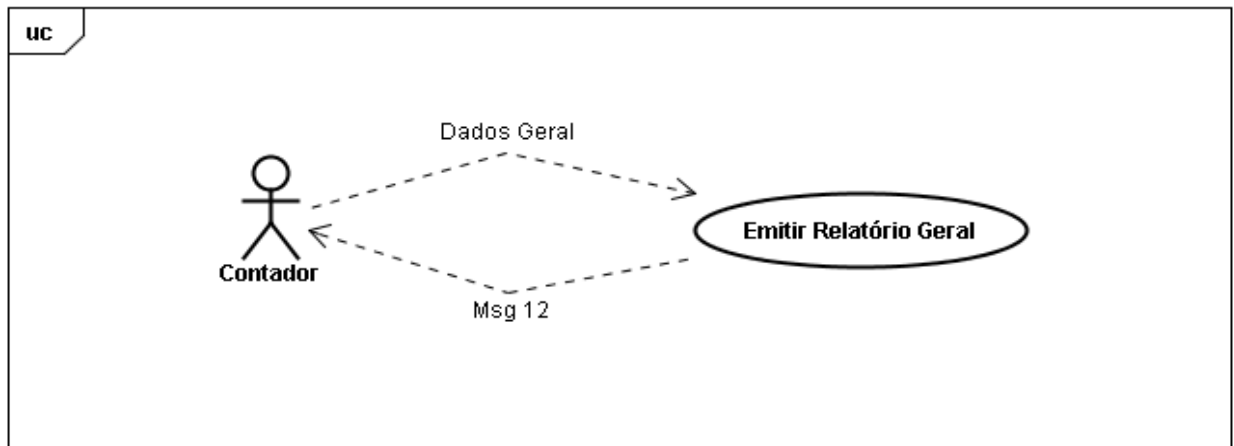 uc
Dados Geral
Emitir Relatório Geral
Contador
Msg 12